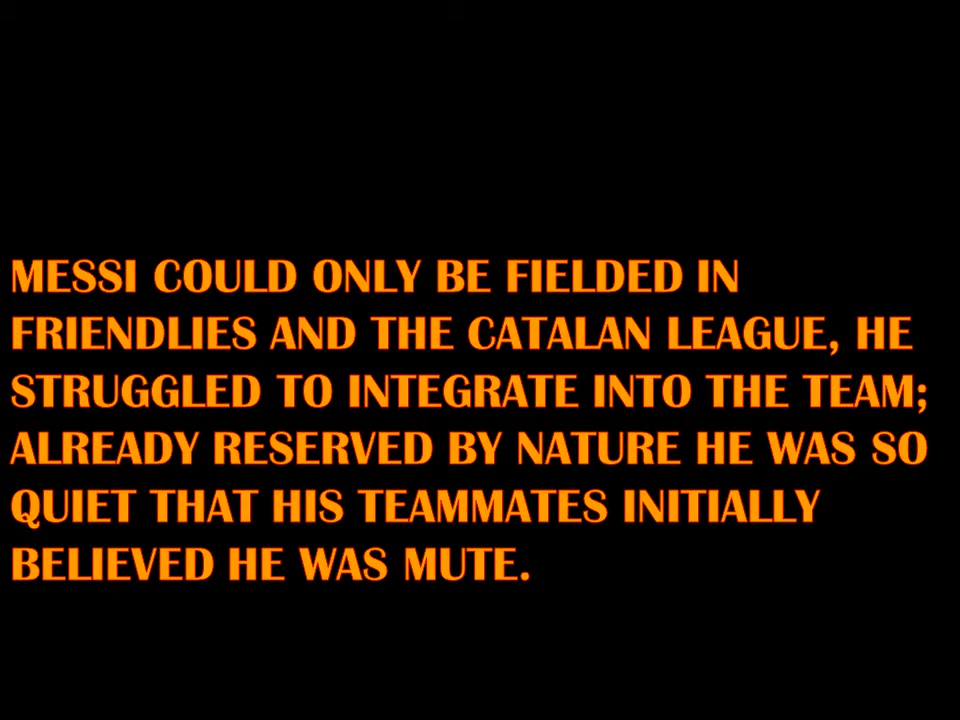 MESSI COULD ONLY BE FIELDED IN
FRIENDLIES AND THE CATALAN LEAGUE, HE
STRUGGLED TO INTEGRATE INTO THE TEAM;
ALREADY RESERVED BY NATURE HE WAS SO
QUIET THAT HIS TEAMMATES INITIALLY
BELIEVED HE WAS MUTE.